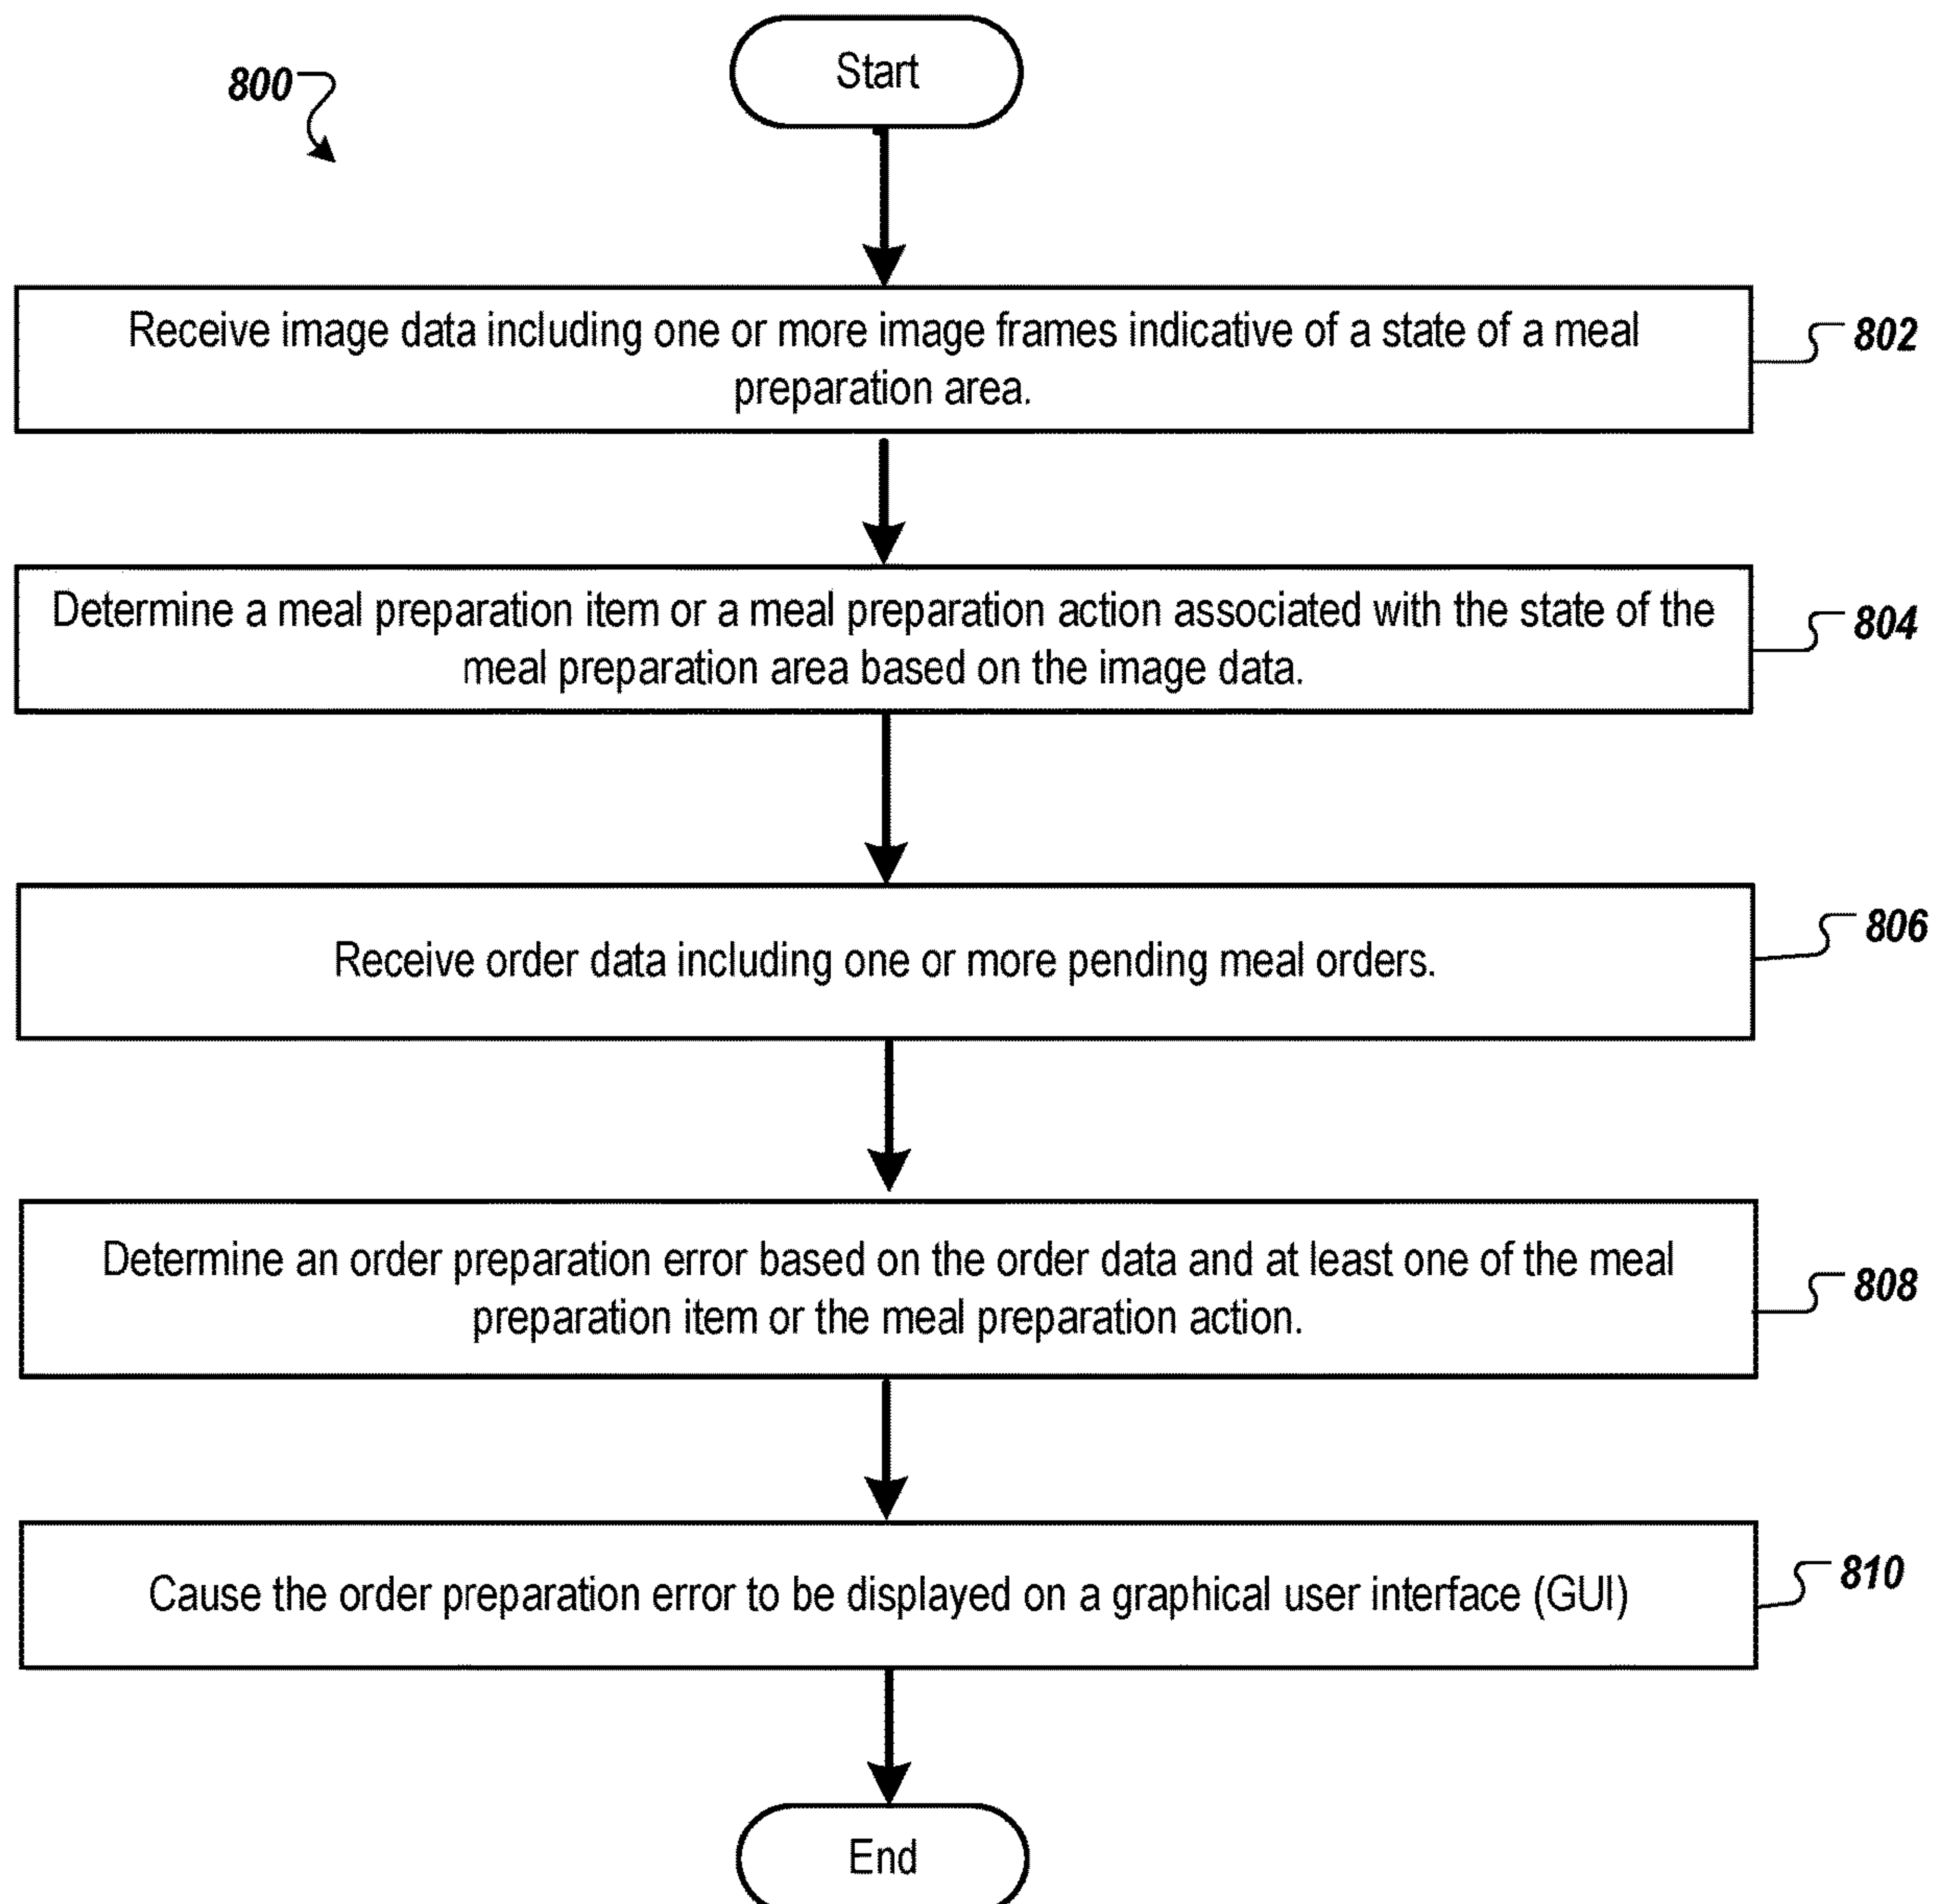 Start
800
Receive image data including one or more image frames indicative of a state of a meal
preparation area.
802
Determine a meal preparation item or a meal preparation action associated with the state of the
meal preparation area based on the image data.
804
Receive order data including one or more pending meal orders.
806
Determine an order preparation error based on the order data and at least one of the meal
preparation item or the meal preparation action.
808
Cause the order preparation error to be displayed on a graphical user interface (GUI)
810
End